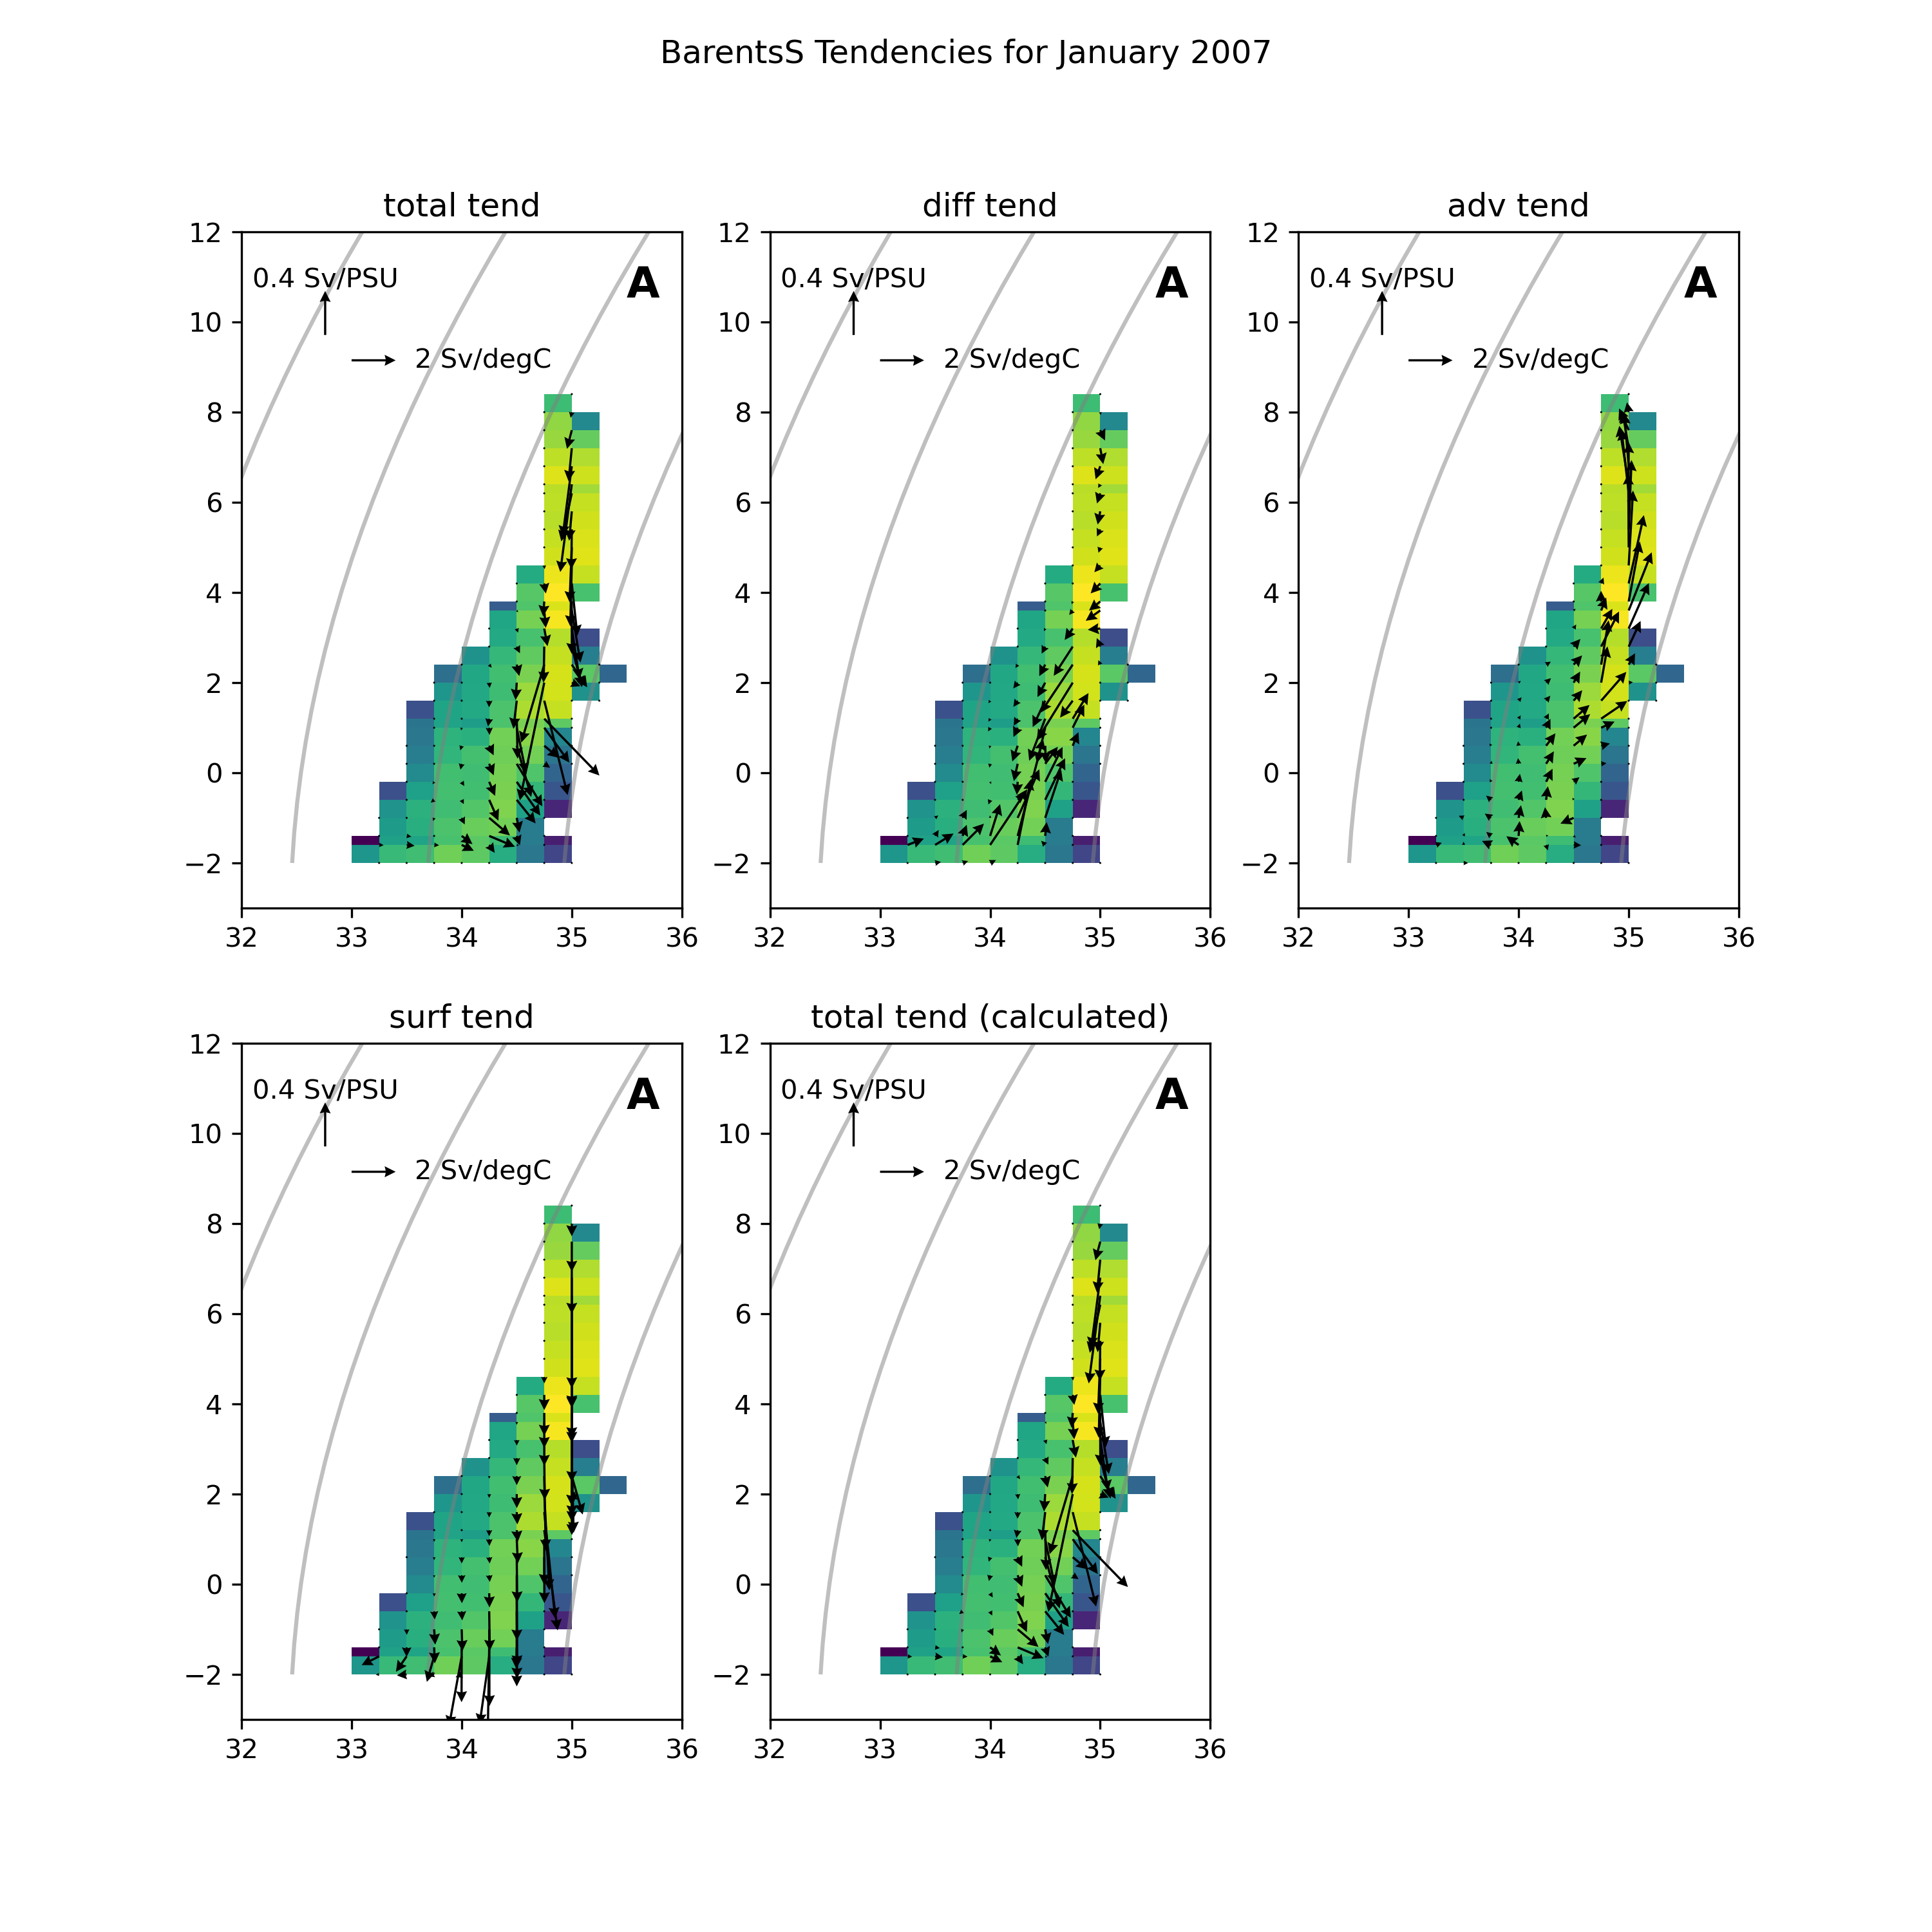 BarentsS Tendencies for January 2007
total tend
12
10
8
6
4
2
0
−2
32 33 34 35 36
0.4 Sv/PSU
A
2 Sv/degC
diff tend
12
10
8
6
4
2
0
−2
32 33 34 35 36
0.4 Sv/PSU
A
2 Sv/degC
adv tend
12
10
8
6
4
2
0
−2
32 33 34 35 36
0.4 Sv/PSU
A
2 Sv/degC
surf tend
12
10
8
6
4
2
0
−2
32 33 34 35 36
0.4 Sv/PSU
A
2 Sv/degC
total tend (calculated)
12
10
8
6
4
2
0
−2
32 33 34 35 36
0.4 Sv/PSU
A
2 Sv/degC